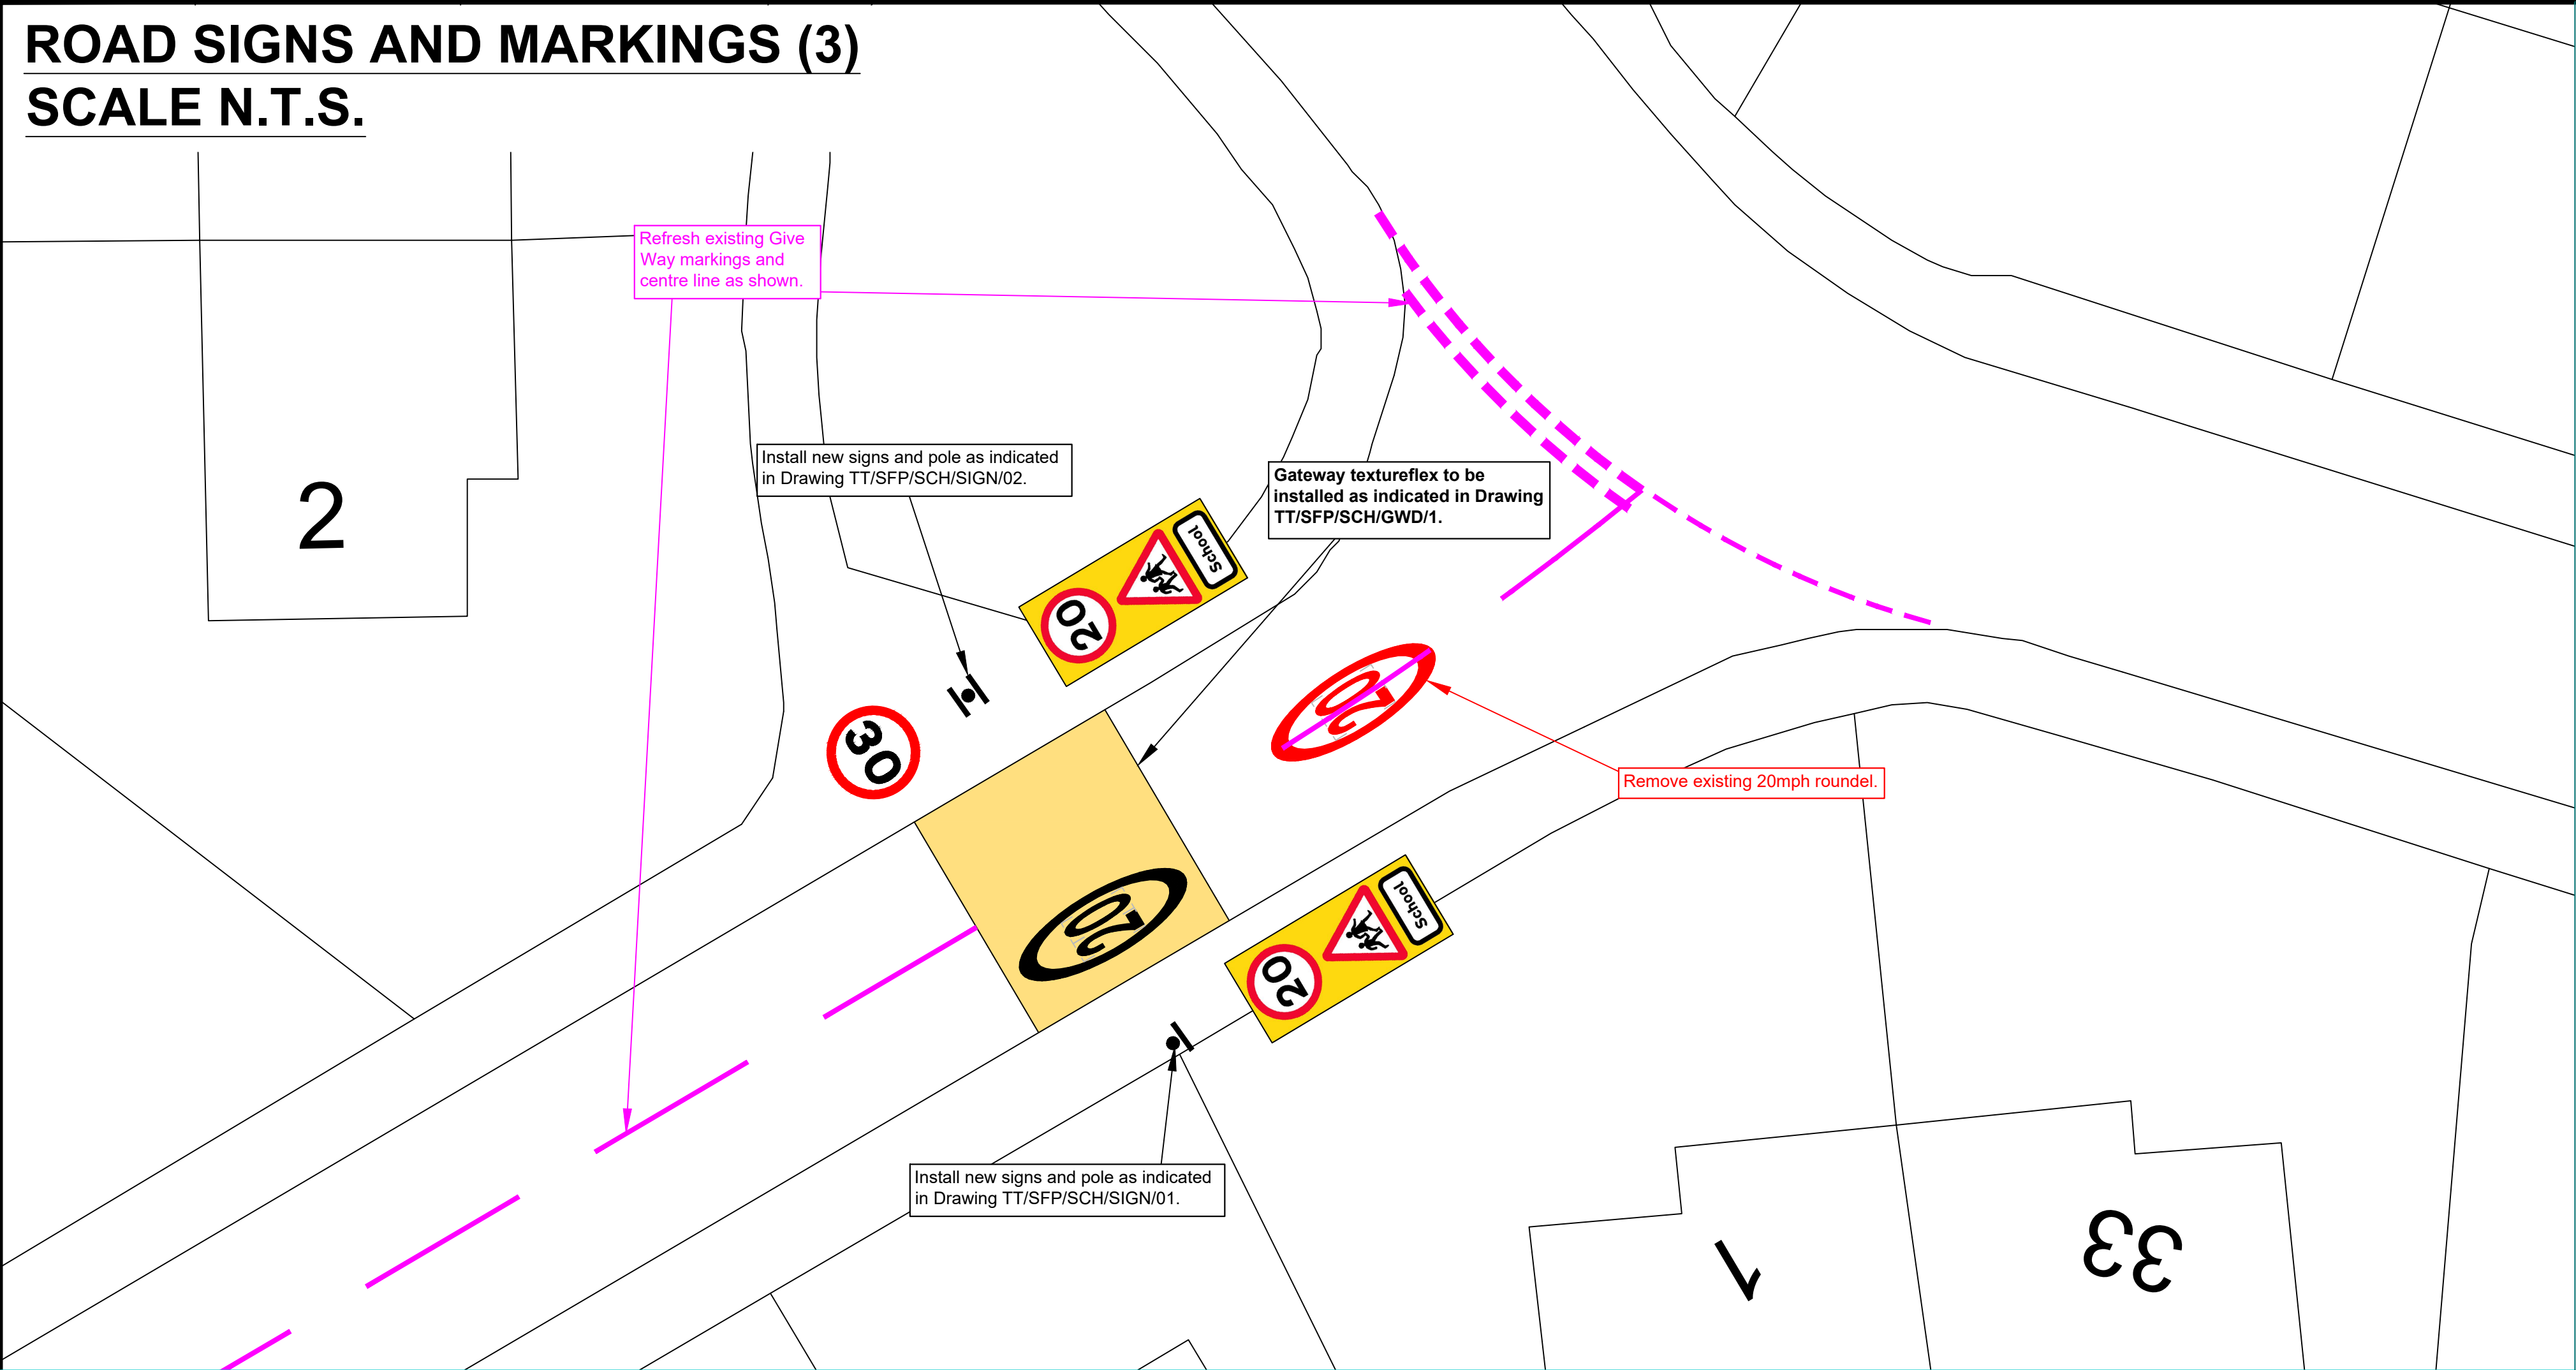 ROAD SIGNS AND MARKINGS (3)
SCALE N.T.S.
Refresh existing Give
Way markings and
centre line as shown.
2
Install new signs and pole as indicated
in Drawing TT/SFP/SCH/SIGN/02.
Gateway textureflex to be
installed as indicated in Drawing
TT/SFP/SCH/GWD/1.
School
20
30
20
Remove existing 20mph roundel.
20
School
20
Install new signs and pole as indicated
in Drawing TT/SFP/SCH/SIGN/01.
1
33